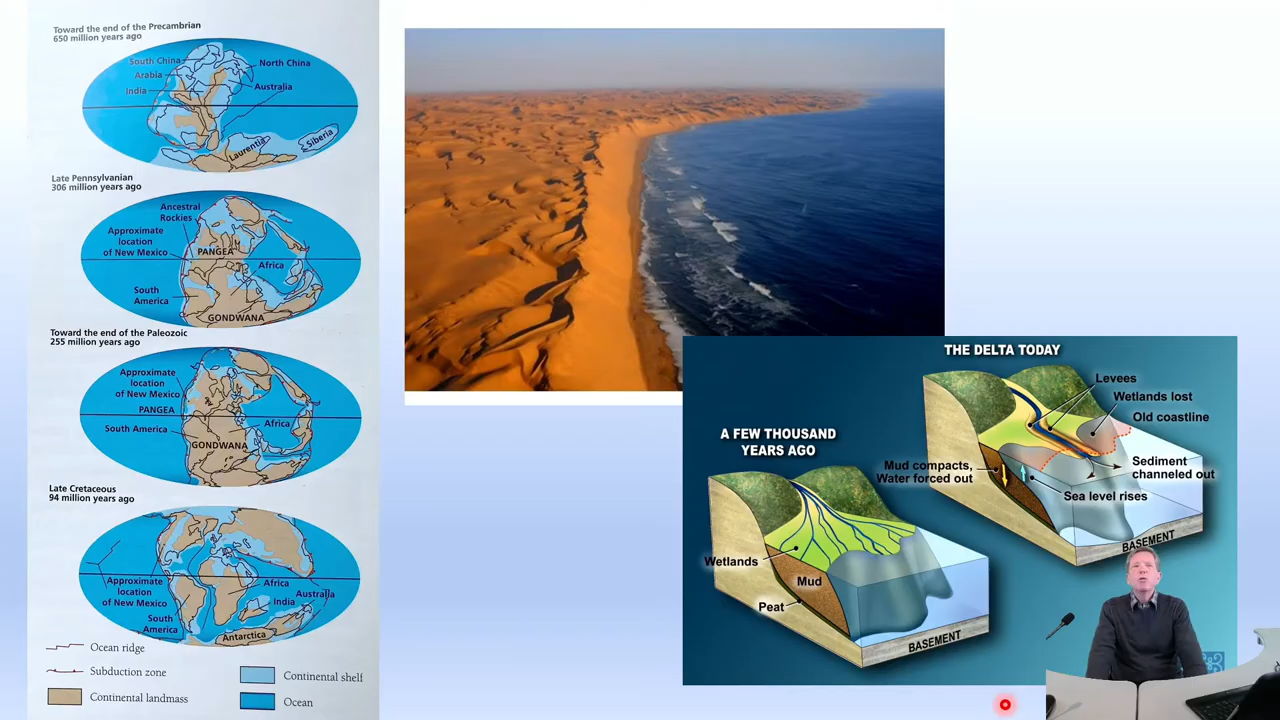 Toward the end of the Precambrian
650 million years ago
South China
North China
Arabia
Australia
India
Laurentia
Siberia
Late Pennsylvanian
306 million years ago
Ancestral
Rockies
Approximate
location
of New Mexico
PANGEA
Africa
South
America
GONDWANA
Toward the end of the Paleozoic
255 million years ago
Approximate
location
of New Mexico
PANGEA
Africa
South America
GONDWANA
Late Cretaceous
94 million years ago
Approximate
location
of New Mexico
Africa
Australia
India
South
America
Antarctica
Ocean ridge
Subduction zone
Continental landmass
Continental shelf
Ocean
THE DELTA TODAY
Levees
Wetlands lost
Old coastline
Mud compacts,
Water forced out
Sediment
channeled out
Sea level rises
BASEMENT
A FEW THOUSAND
YEARS AGO
Wetlands
Mud
Peat
BASEMENT